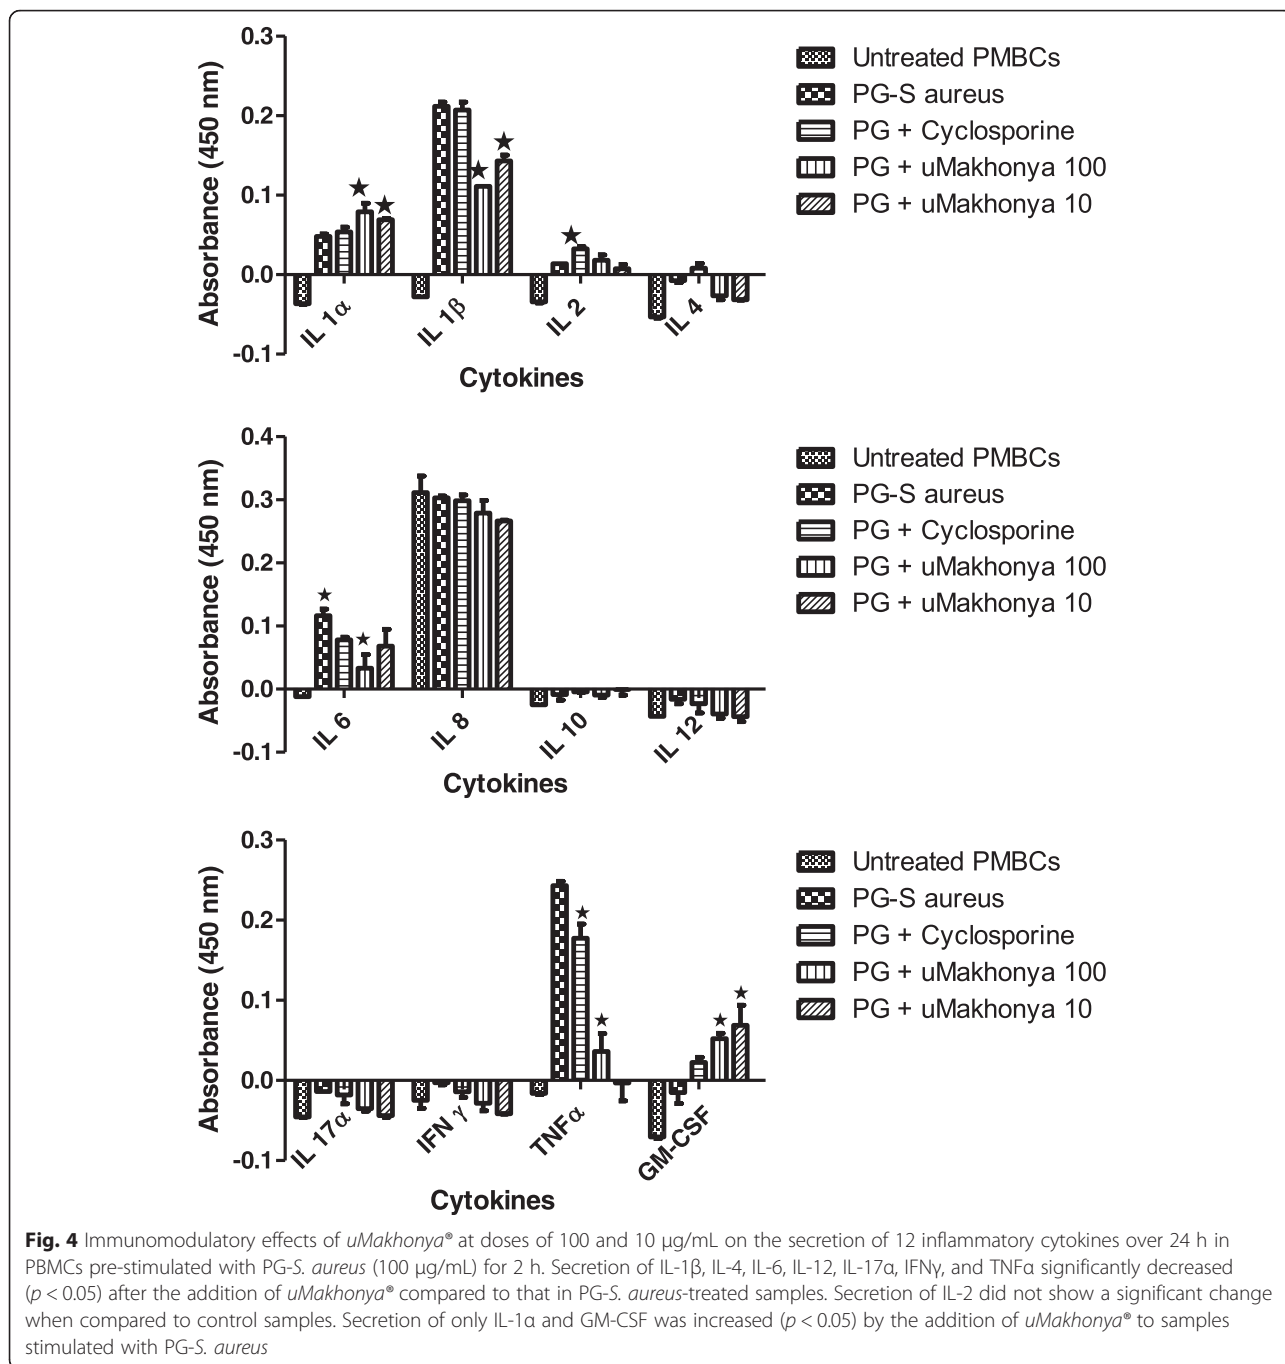 0.3
0.2
0.1
0.0
-0.1
Absorbance (450 nm)
IL 1α
IL 1β
IL 2
IL 4
Cytokines
Untreated PMBCs
PG-S aureus
PG + Cyclosporine
PG + uMakhonya 100
PG + uMakhonya 10
0.4
0.3
0.2
0.1
0.0
-0.1
Absorbance (450 nm)
IL 6
IL 8
IL 10
IL 12
Cytokines
Untreated PMBCs
PG-S aureus
PG + Cyclosporine
PG + uMakhonya 100
PG + uMakhonya 10
0.3
0.2
0.1
0.0
-0.1
Absorbance (450 nm)
IL 17α
IFN γ
TNFα
GM-CSF
Cytokines
Untreated PMBCs
PG-S aureus
PG + Cyclosporine
PG + uMakhonya 100
PG + uMakhonya 10
Fig. 4 Immunomodulatory effects of uMakhonya® at doses of 100 and 10 μg/mL on the secretion of 12 inflammatory cytokines over 24 h in
PBMCs pre-stimulated with PG-S. aureus (100 μg/mL) for 2 h. Secretion of IL-1β, IL-4, IL-6, IL-12, IL-17α, IFNγ, and TNFα significantly decreased
(p < 0.05) after the addition of uMakhonya® compared to that in PG-S. aureus-treated samples. Secretion of IL-2 did not show a significant change
when compared to control samples. Secretion of only IL-1α and GM-CSF was increased (p < 0.05) by the addition of uMakhonya® to samples
stimulated with PG-S. aureus